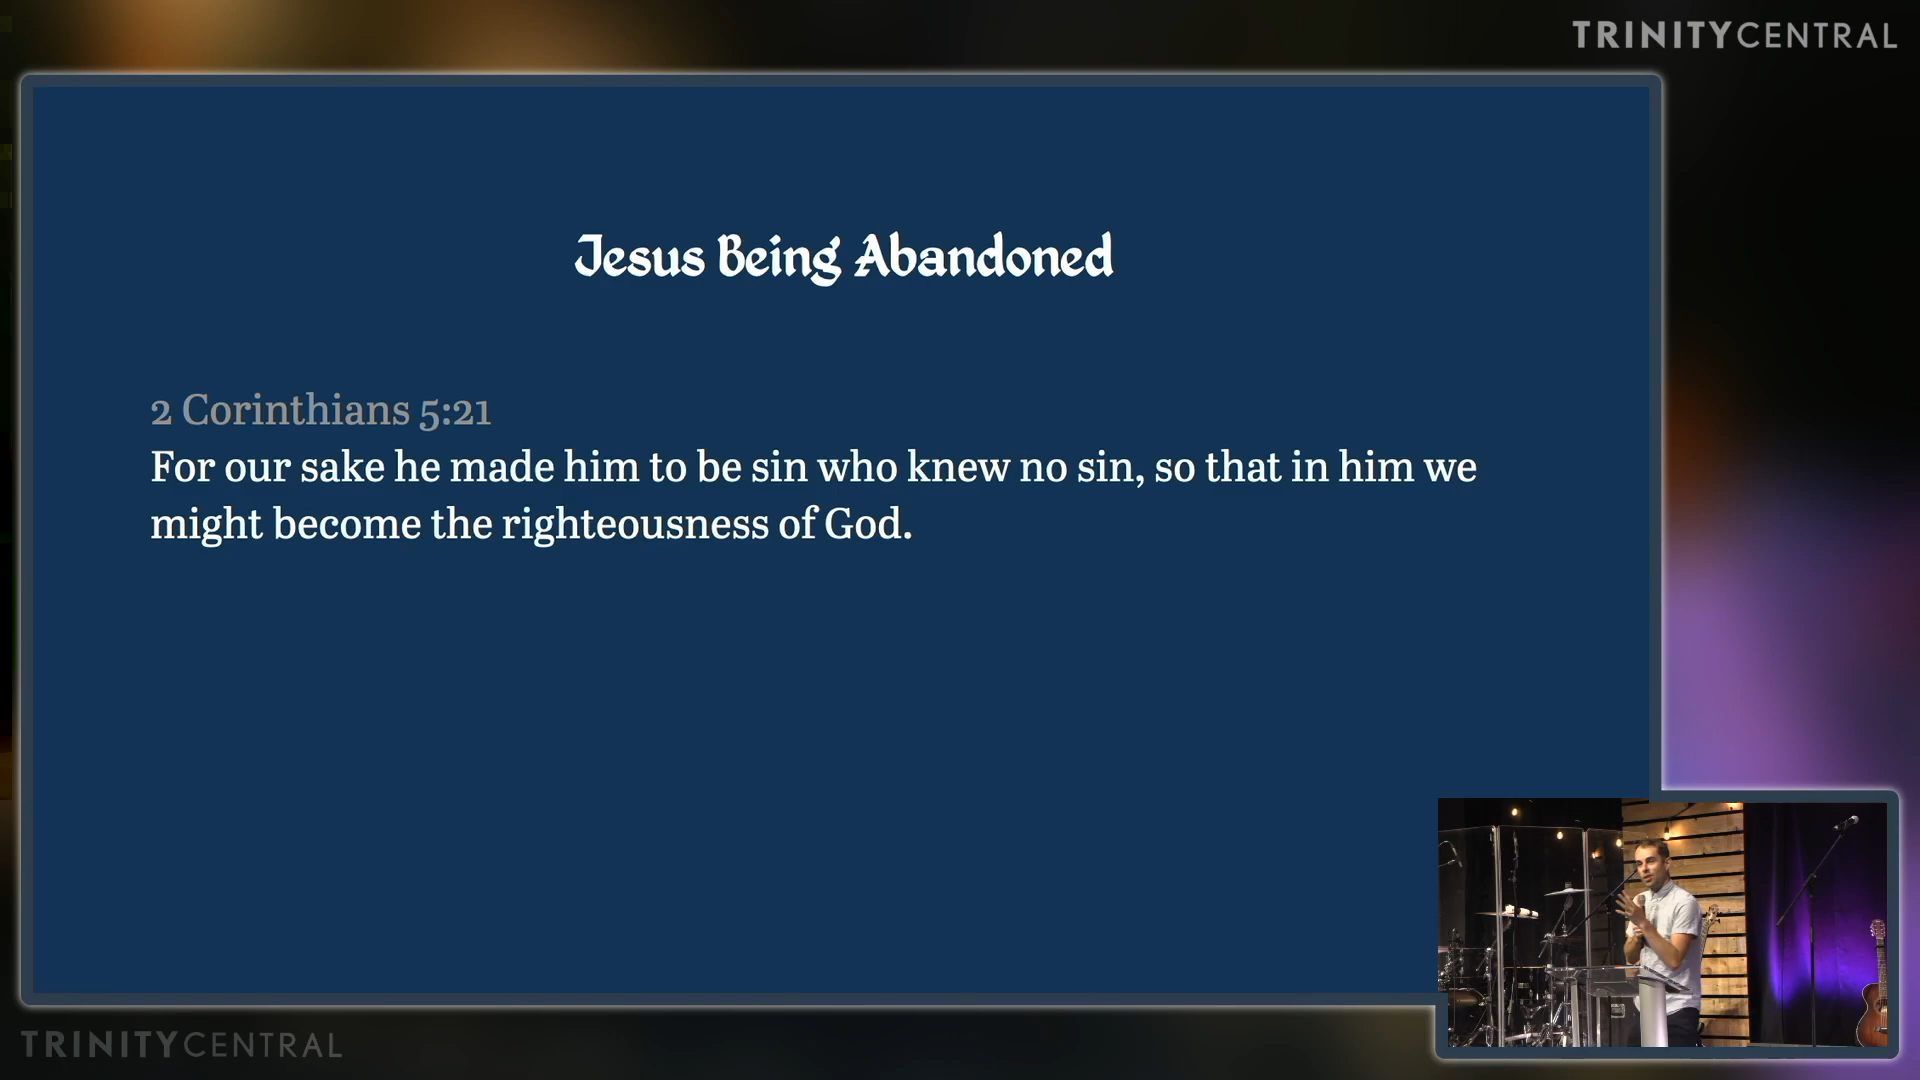 TRINITYCENTRAL
Jesus Being Abandoned
2 Corinthians 5:21
For our sake he made him to be sin who knew no sin, so that in him we
might become the righteousness of God.
TRINITYCENTRAL